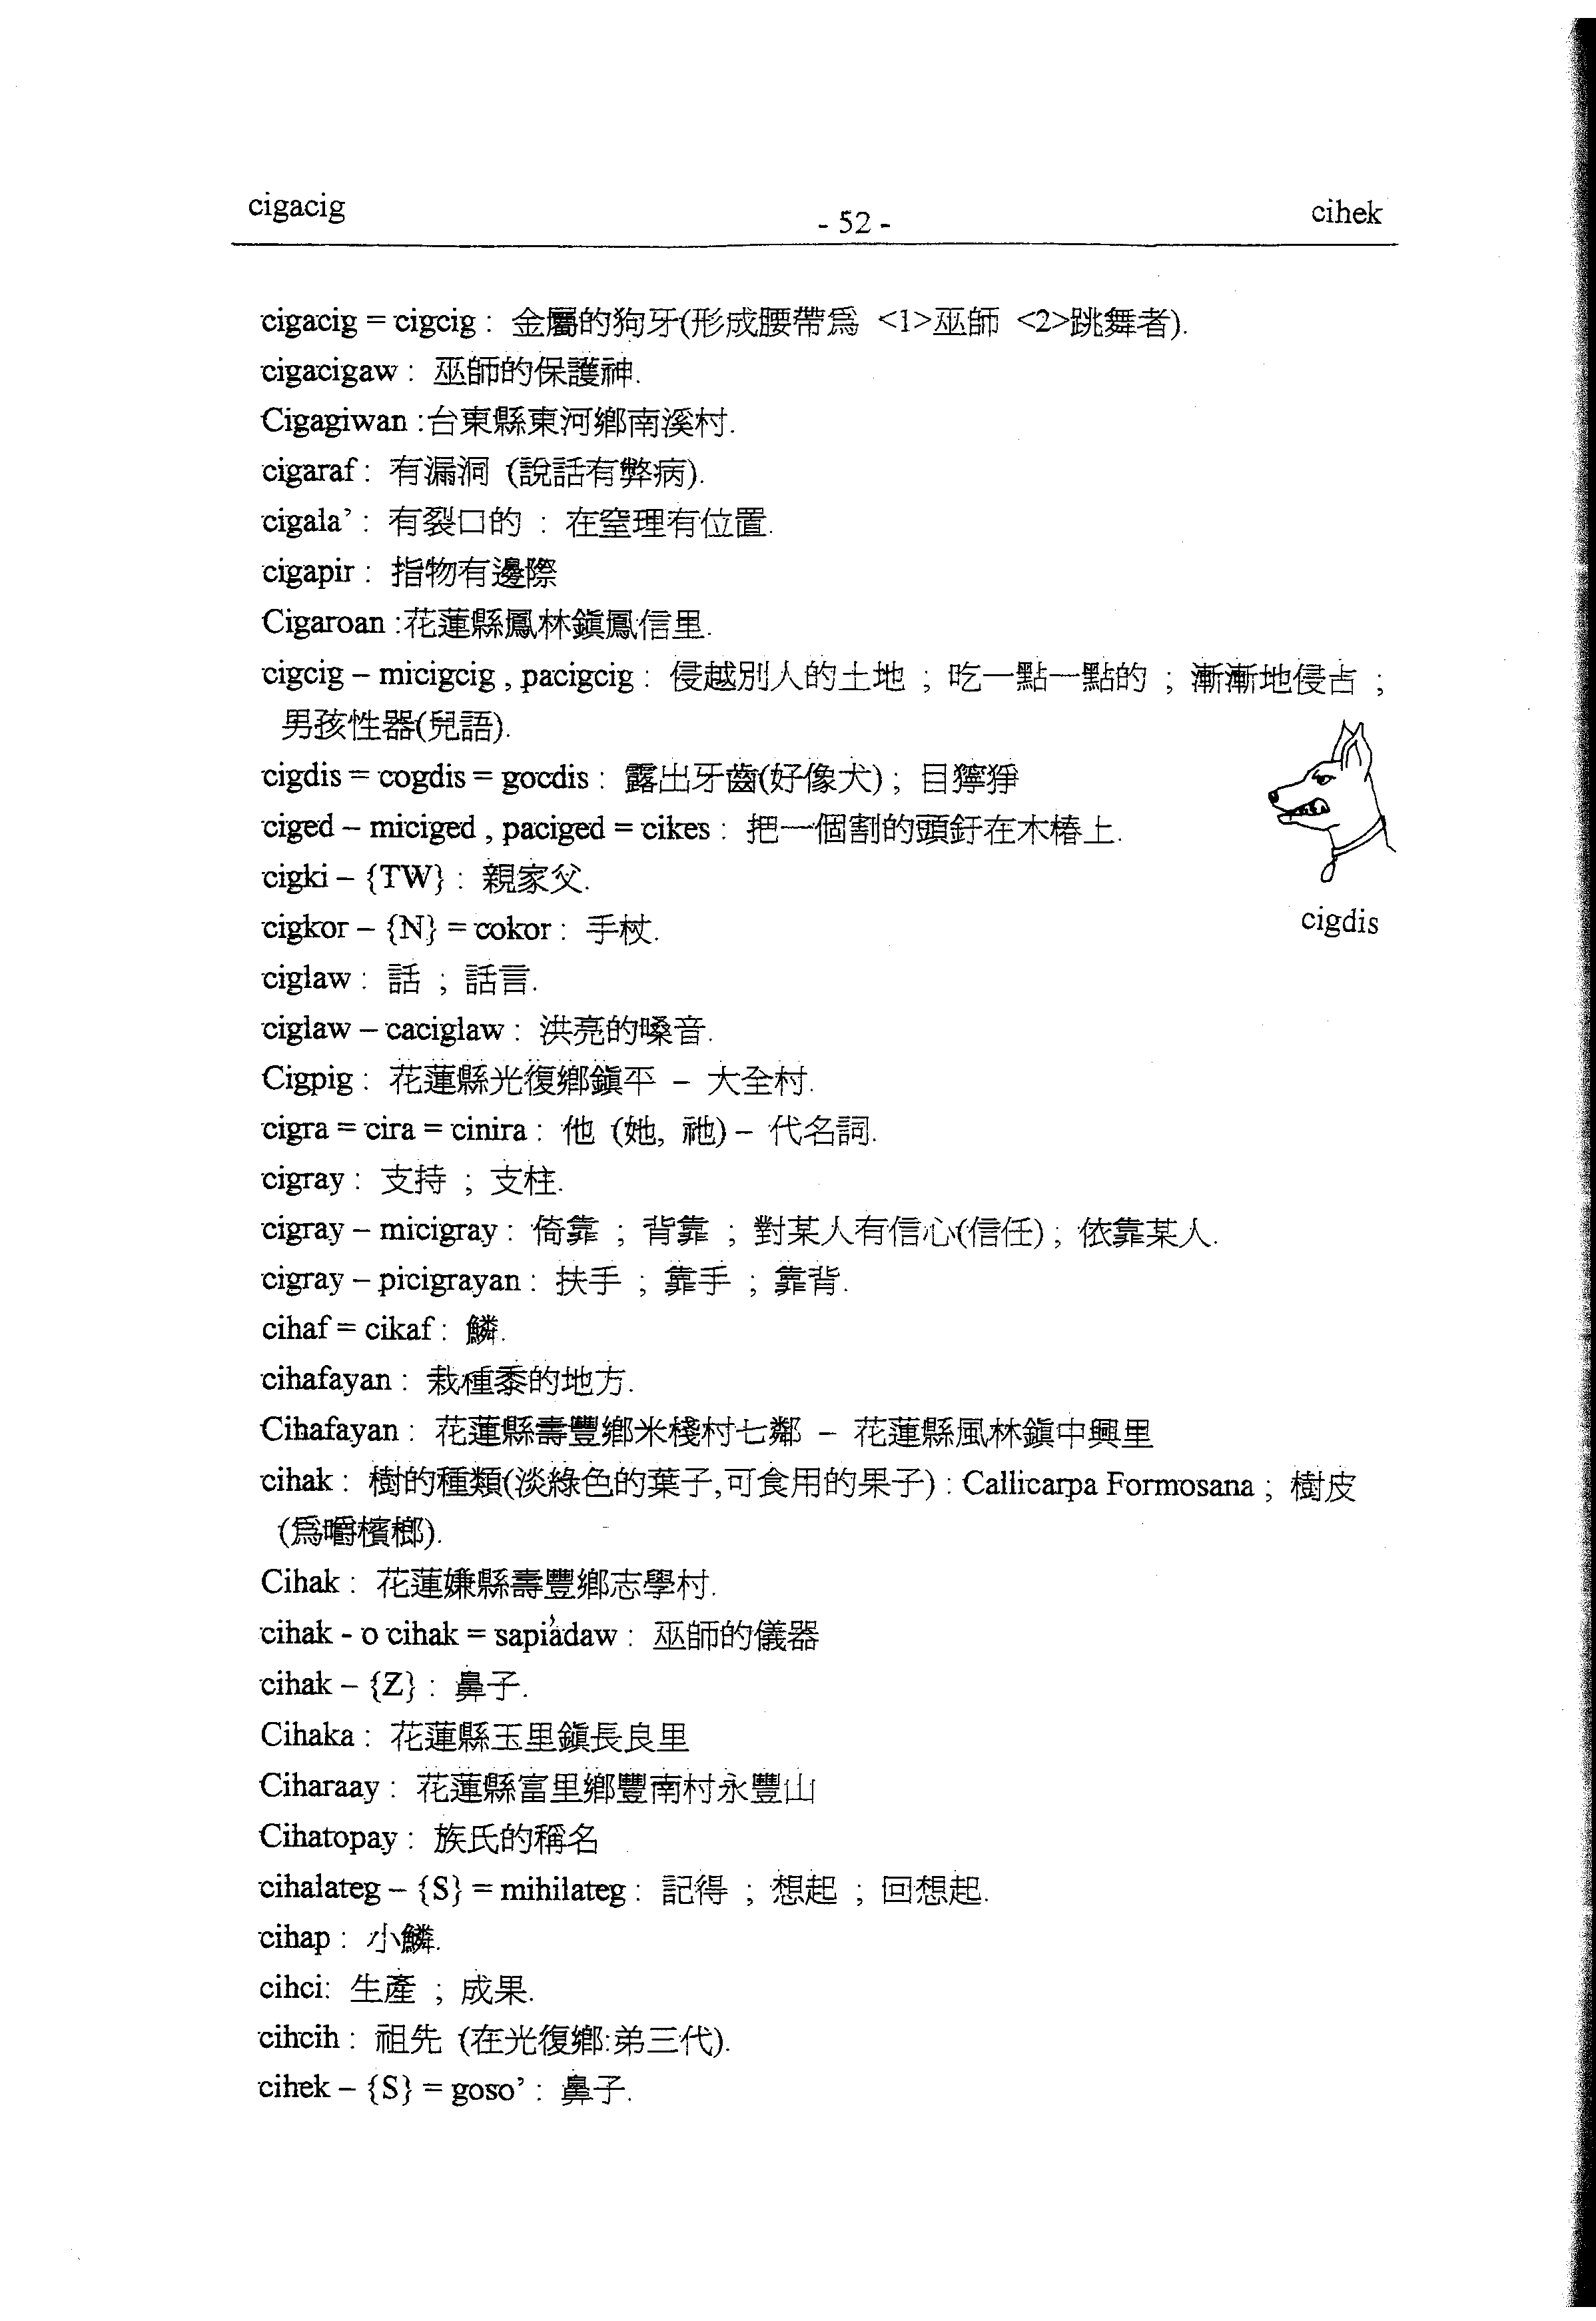 cigacig
- 52 -
cihek
cigacig = cigcig : 金屬的狗牙(形成腰帶爲 <1>巫師 <2>跳舞者).
cigacigaw : 巫師的保護神.
Cigagiwan :台東縣東河鄉南溪村.
cigaraf : 有漏洞 (說話有弊病).
cigala’ : 有裂口的 : 在窒理有位置.
cigapir : 指物有邊際
Cigaroan :花蓮縣鳳林鎭鳳信里.
cigcig – micigcig , pacigcig : 侵越別人的土地 ; 吃一點一點的 ; 漸漸地侵占 ;
男孩性器(兒語).
cigdis = cogdis = gocdis : 露出牙齒(好像犬) ; 目獰猙
ciged – miciged , paciged = cikes : 把一個割的頭釘在木樁上.
cigki – {TW} : 親家父.
cigkor – {N} = cokor : 手杖.
cigdis
ciglaw : 話 ; 話言.
ciglaw – caciglaw : 洪亮的嗓音.
Cigpig : 花蓮縣光復鄉鎭平 – 大全村.
cigra = cira = cinira : 他 (她, 祂) – 代名詞.
cigray : 支持 ; 支柱.
cigray – micigray : 倚靠 ; 背靠 ; 對某人有信心(信任) ; 依靠某人.
cigray – picigrayan : 扶手 ; 靠手 ; 靠背.
cihaf = cikaf : 鱗.
cihafayan : 栽種黍的地方.
Cihafayan : 花蓮縣壽豐鄉米棧村七鄰 – 花蓮縣風林鎭中興里
cihak : 樹的種類(淡綠色的葉子,可食用的果子) : Callicarpa Formosana ; 樹皮
(爲嚼檳榔).
Cihak : 花蓮嫌縣壽豐鄉志學村.
cihak - o cihak = sapi’adaw : 巫師的儀器
cihak – {Z} : 鼻子.
Cihaka : 花蓮縣玉里鎭長良里
Ciharaay : 花蓮縣富里鄉豐南村永豐山
Cihatopay : 族氏的稱名
cihalateg – {S} = mihilateg : 記得 ; 想起 ; 回想起.
cihap : 小鱗.
cihci: 生產 ; 成果.
cihcih : 祖先 (在光復鄉:弟三代).
cihek – {S} = goso’ : 鼻子.